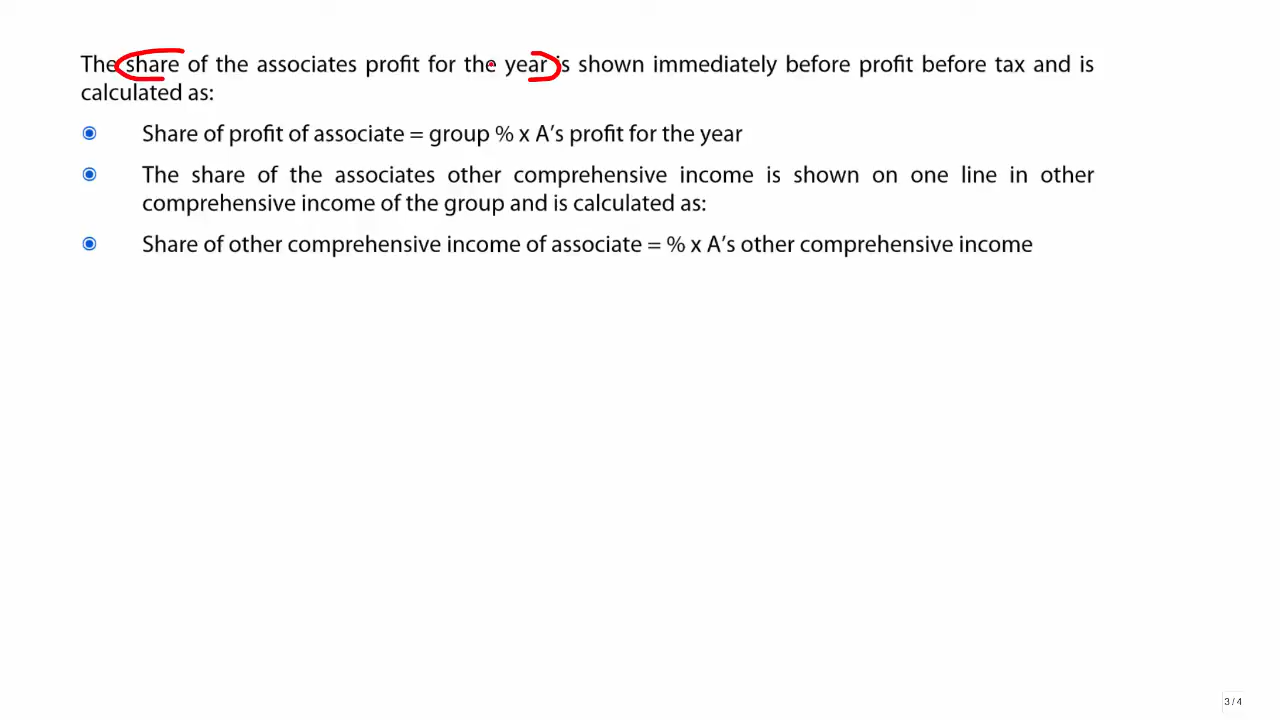 The share of the associates profit for the year is shown immediately before profit before tax and is
calculated as:
Share of profit of associate = group % x A's profit for the year
The share of the associates other comprehensive income is shown on one line in other
comprehensive income of the group and is calculated as:
Share of other comprehensive income of associate = % x A's other comprehensive income
3 / 4